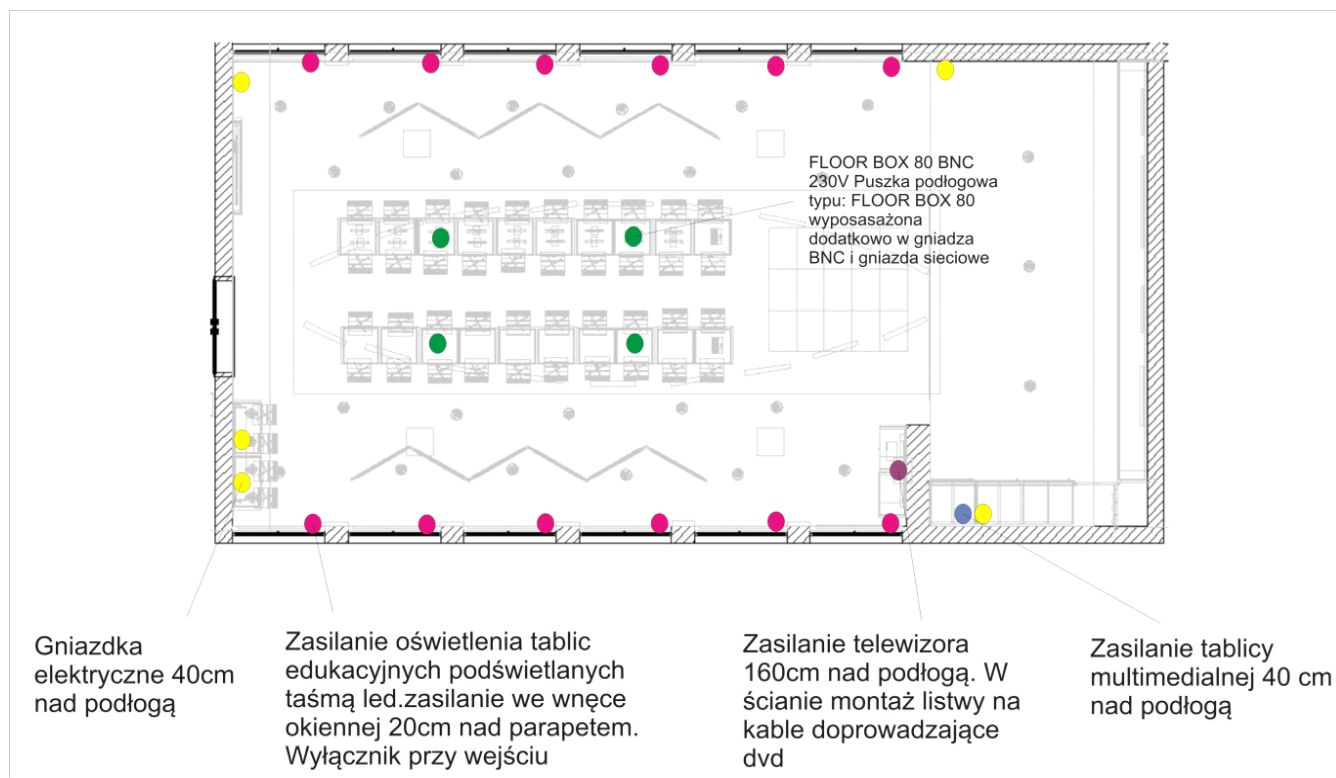 FLOOR BOX 80 BNC
230V Puszka podłogowa
typu: FLOOR BOX 80
wyposasażona
dodatkowo w gniadza
BNC i gniazda sieciowe
Gniazdka
elektryczne 40cm
nad podłogą
Zasilanie oświetlenia tablic
edukacyjnych podświetlanych
taśmą led.zasilanie we wnęce
okiennej 20cm nad parapetem.
Wyłącznik przy wejściu
Zasilanie telewizora
160cm nad podłogą. W
ścianie montaż listwy na
kable doprowadzające
dvd
Zasilanie tablicy
multimedialnej 40 cm
nad podłogą